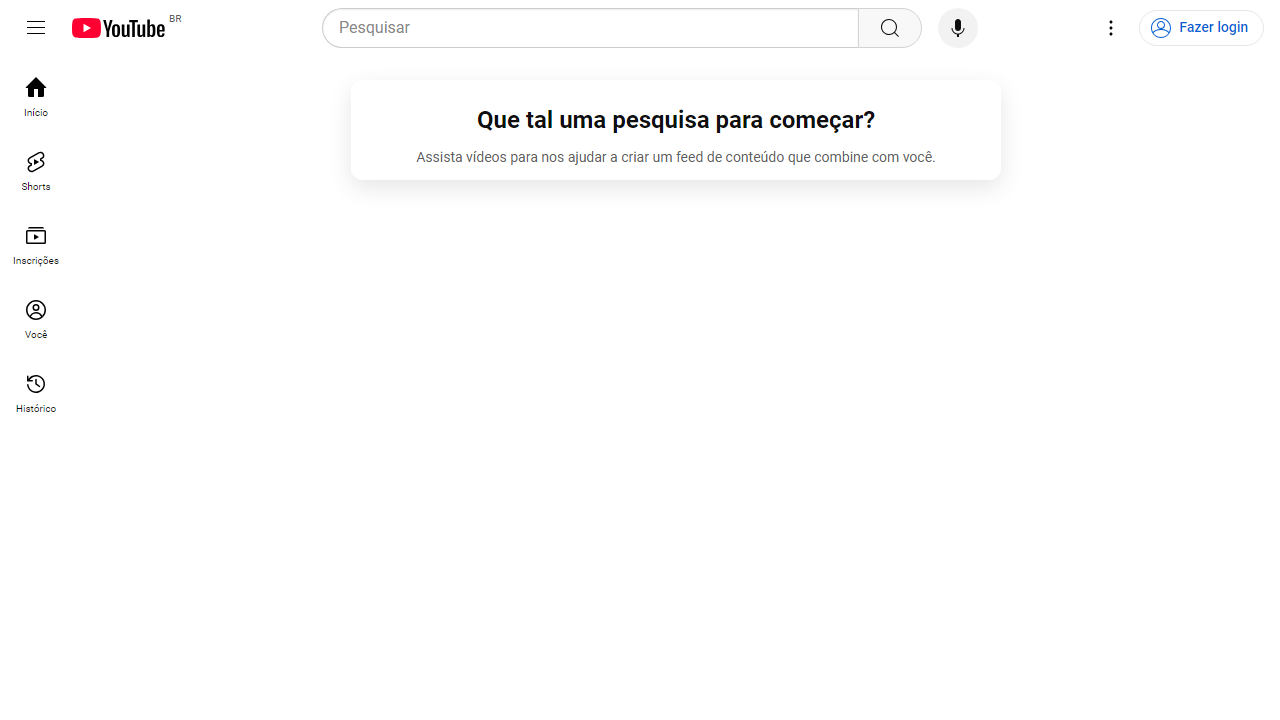 YouTube BR
Pesquisar
Fazer login
Início
Shorts
Inscrições
Você
Histórico
Que tal uma pesquisa para começar?
Assista vídeos para nos ajudar a criar um feed de conteúdo que combine com você.